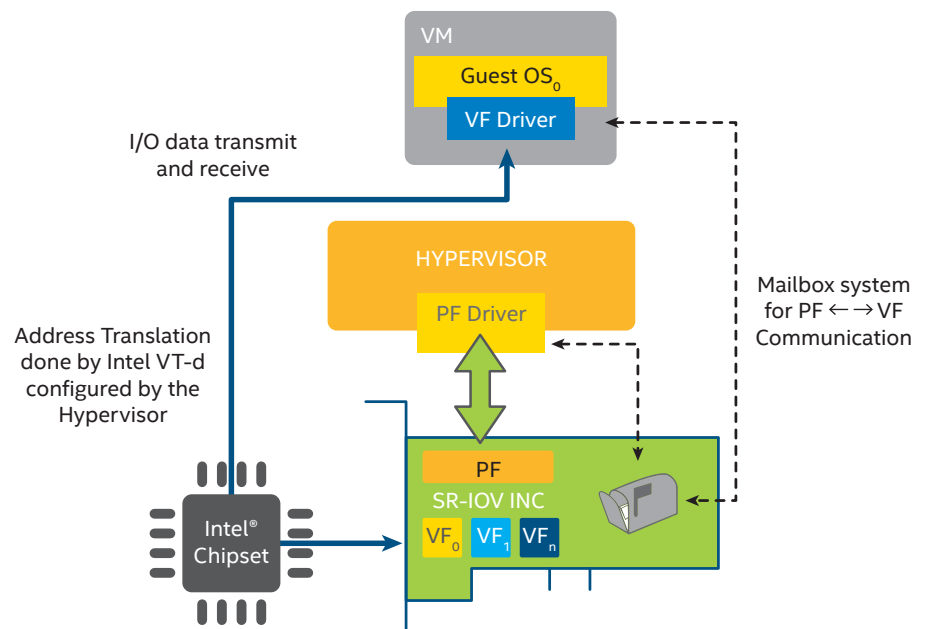 VM
Guest OS₀
VF Driver
I/O data transmit
and receive
HYPERVISOR
PF Driver
Mailbox system
for PF ←→ VF
Communication
Address Translation
done by Intel VT-d
configured by the
Hypervisor
PF
SR-IOV INC
VF₀ VF₁ VFₙ
Intel®
Chipset